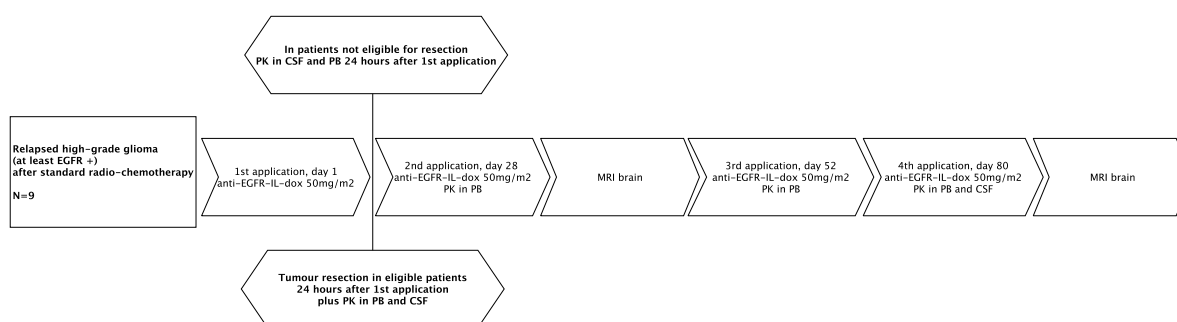 In patients not eligible for resection
PK in CSF and PB 24 hours after 1st application
Relapsed high-grade glioma
(at least EGFR +)
after standard radio-chemotherapy
N=9
1st application, day 1
anti-EGFR-IL-dox 50mg/m2
2nd application, day 28
anti-EGFR-IL-dox 50mg/m2
PK in PB
MRI brain
3rd application, day 52
anti-EGFR-IL-dox 50mg/m2
PK in PB
4th application, day 80
anti-EGFR-IL-dox 50mg/m2
PK in PB and CSF
MRI brain
Tumour resection in eligible patients
24 hours after 1st application
plus PK in PB and CSF